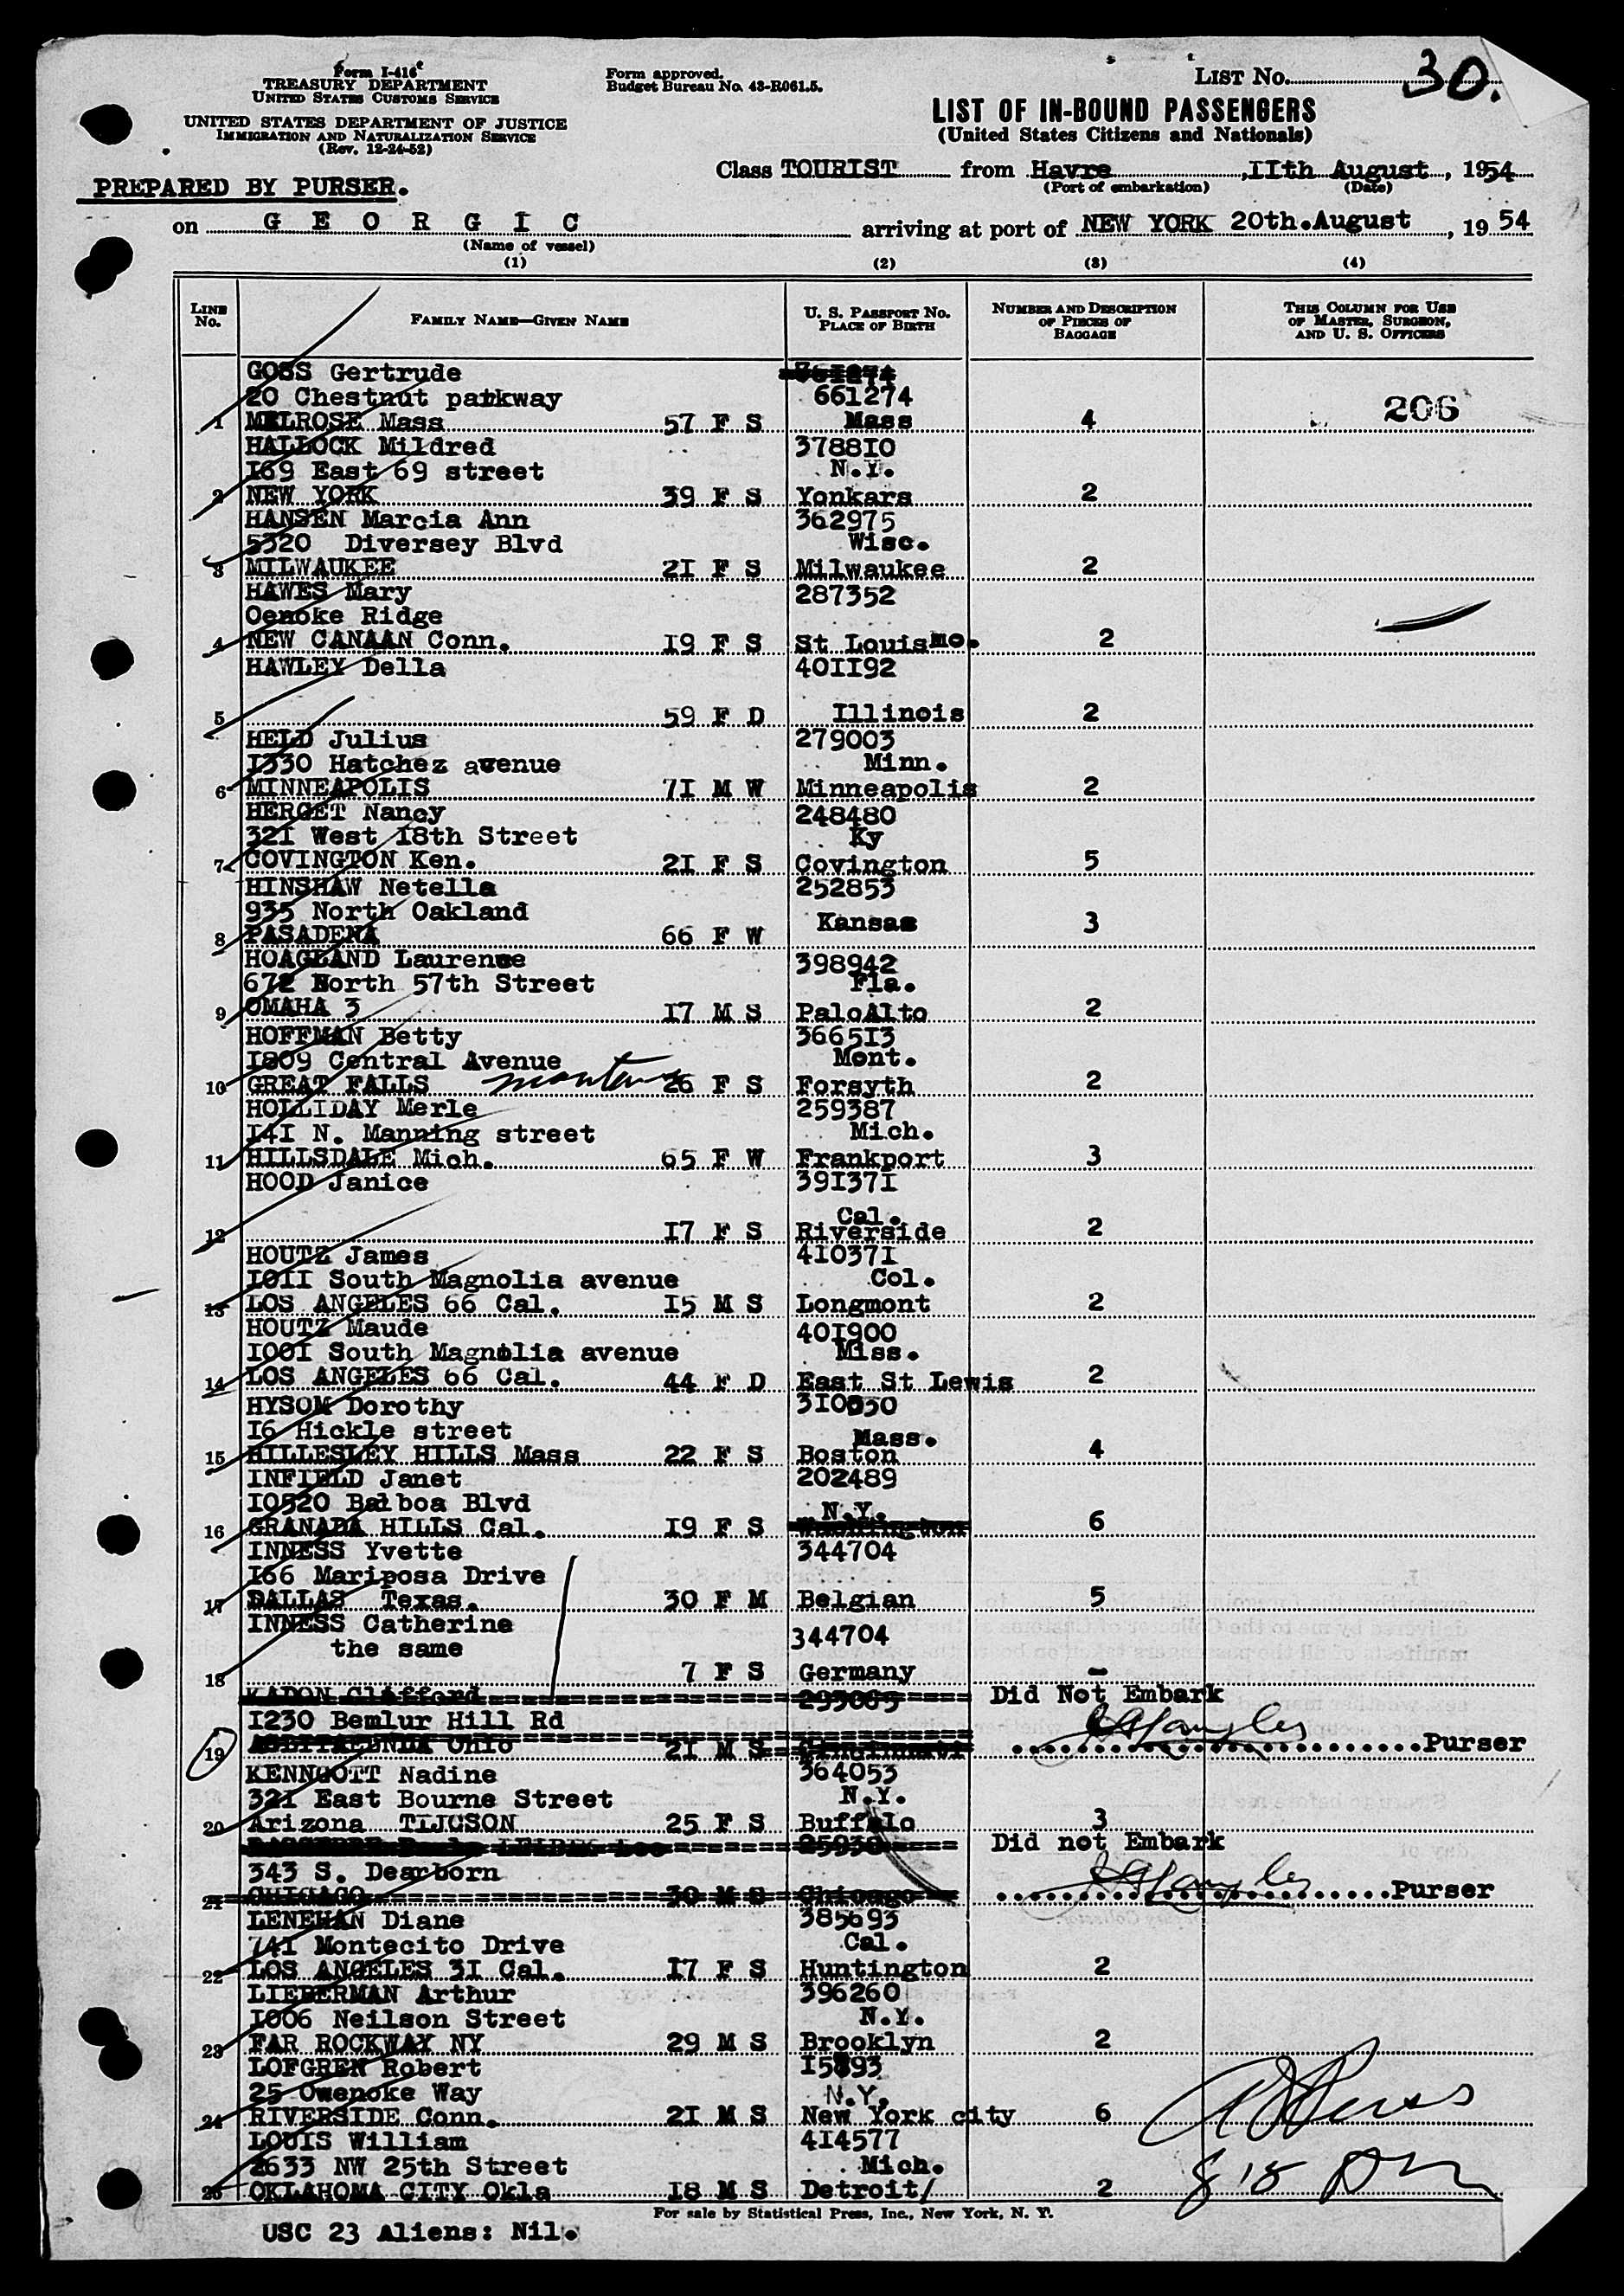 Form I-416
TREASURY DEPARTMENT
UNITED STATES CUSTOMS SERVICE
UNITED STATES DEPARTMENT OF JUSTICE
IMMIGRATION AND NATURALIZATION SERVICE
(Rev. 12-24-52)
Form approved.
Budget Bureau No. 43-R061.5.
LIST NO. 30.
LIST OF IN-BOUND PASSENGERS
(United States Citizens and Nationals)
PREPARED BY PURSER.
Class TOURIST from Havre, 11th August, 1954
(Port of embarkation) (Date)
on G E O R G I C arriving at port of NEW YORK 20th.August, 19 54
(Name of vessel)
(1) (2) (3) (4)
LINE NO.
FAMILY NAME—GIVEN NAME
U. S. PASSPORT NO.
PLACE OF BIRTH
NUMBER AND DESCRIPTION OF PIECES OF BAGGAGE
THIS COLUMN FOR USE OF MASTER, SURGEON, AND U. S. OFFICERS
GOSS Gertrude
20 Chestnut parkway 661274
1 MELROSE Mass 57 F S Mass 4 206
HALLOCK Mildred 378810
169 East 69 street N.Y.
2 NEW YORK 39 F S Yonkars 2
HANSEN Marcia Ann 362975
5320 Diversey Blvd Wisc.
3 MILWAUKEE 21 F S Milwaukee 2
HAWES Mary 287352
Oenoke Ridge
4 NEW CANAAN Conn. 19 F S St Louis mo. 2
HAWLEY Della 401192
5 59 F D Illinois 2
HELD Julius 279003
1330 Hatchez avenue Minn.
6 MINNEAPOLIS 71 M W Minneapolis 2
HERGET Nancy 248480
321 West 18th Street Ky
7 COVINGTON Ken. 21 F S Covington 5
HINSHAW Netella 252853
935 North Oakland Kansas 3
8 PASADENA 66 F W
HOAGLAND Laurence 398942
672 North 57th Street Fla.
9 OMAHA 3 17 M S PaloAlto 2
HOFFMAN Betty 366513
1809 Central Avenue Mont.
10 GREAT FALLS montana 26 F S Forsyth 2
HOLLIDAY Merle 259387
141 N. Manning street Mich.
11 HILLSDALE Mich. 65 F W Frankport 3
HOOD Janice 391371
Cal.
12 17 F S Riverside 2
HOUTZ James 410371
1011 South Magnolia avenue Col.
13 LOS ANGELES 66 Cal. 15 M S Longmont 2
HOUTZ Maude 401900
1001 South Magnolia avenue Miss.
14 LOS ANGELES 66 Cal. 44 F D East St Lewis 2
HYSOM Dorothy
16 Hickle street Mass.
15 HILLESLEY HILLS Mass 22 F S Boston 4
INFIELD Janet 202489
10520 Balboa Blvd N.Y.
16 GRANADA HILLS Cal. 19 F S Washington 6
INNESS Yvette 344704
166 Mariposa Drive
17 DALLAS Texas. 30 F M Belgian 5
INNESS Catherine 344704
the same
18 7 F S Germany -
KADON Clifford 293065 Did Not Embark
1230 Bemlur Hill Rd
19 Ohio 21 M S Cincinnati Purser
KENNGOTT Nadine 364053
321 East Bourne Street N.Y.
20 Arizona TUCSON 25 F S Buffalo 3
25930 Did not Embark
343 S. Dearborn
21 CHICAGO 30 M S Chicago Purser
LENEHAN Diane 385693
741 Montecito Drive Cal.
22 LOS ANGELES 31 Cal. 17 F S Huntington 2
LIEBERMAN Arthur 396260
1006 Neilson Street N.Y.
23 FAR ROCKWAY NY 29 M S Brooklyn 2
LOFGREN Robert 15893
25 Owenoke Way N.Y.
24 RIVERSIDE Conn. 21 M S New York city 6
LOUIS William 414577
2633 NW 25th Street Mich.
25 OKLAHOMA CITY Okla 18 M S Detroit/ 2
For sale by Statistical Press, Inc., New York, N. Y.
USC 23 Aliens: Nil.